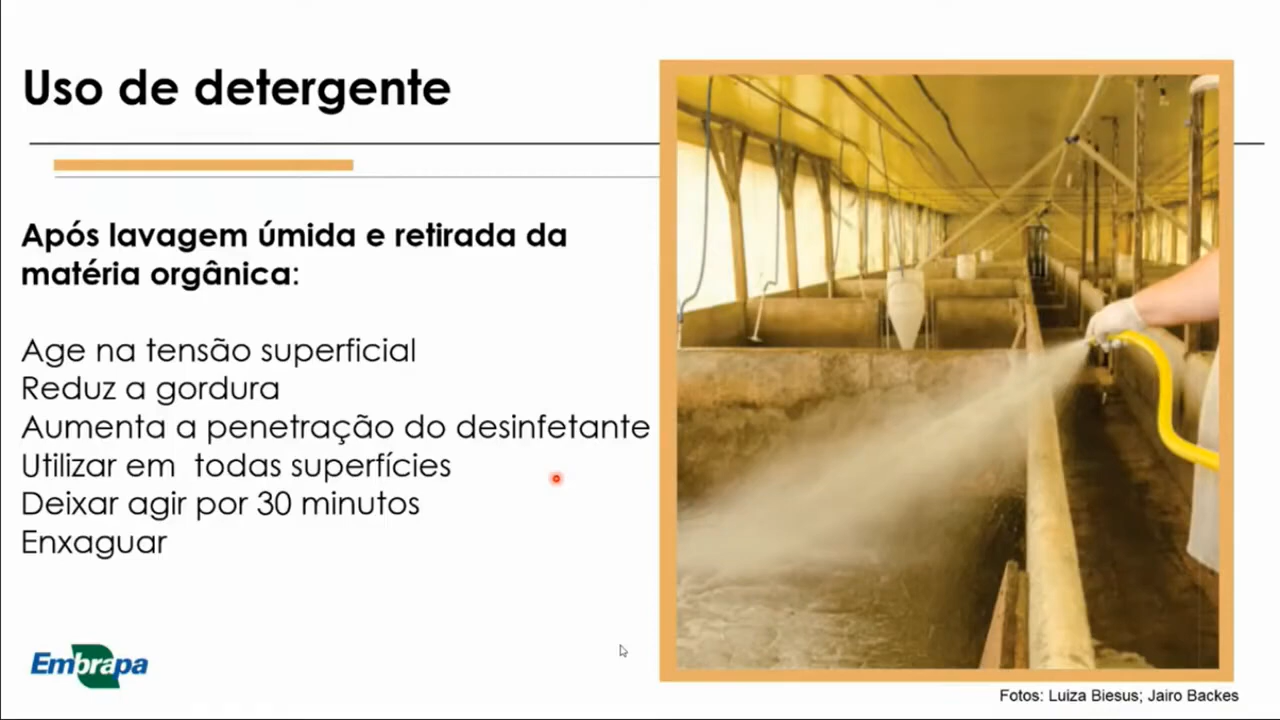 Uso de detergente
Após lavagem úmida e retirada da
matéria orgânica:
Age na tensão superficial
Reduz a gordura
Aumenta a penetração do desinfetante
Utilizar em todas superfícies
Deixar agir por 30 minutos
Enxaguar
Embrapa
Fotos: Luiza Biesus; Jairo Backes